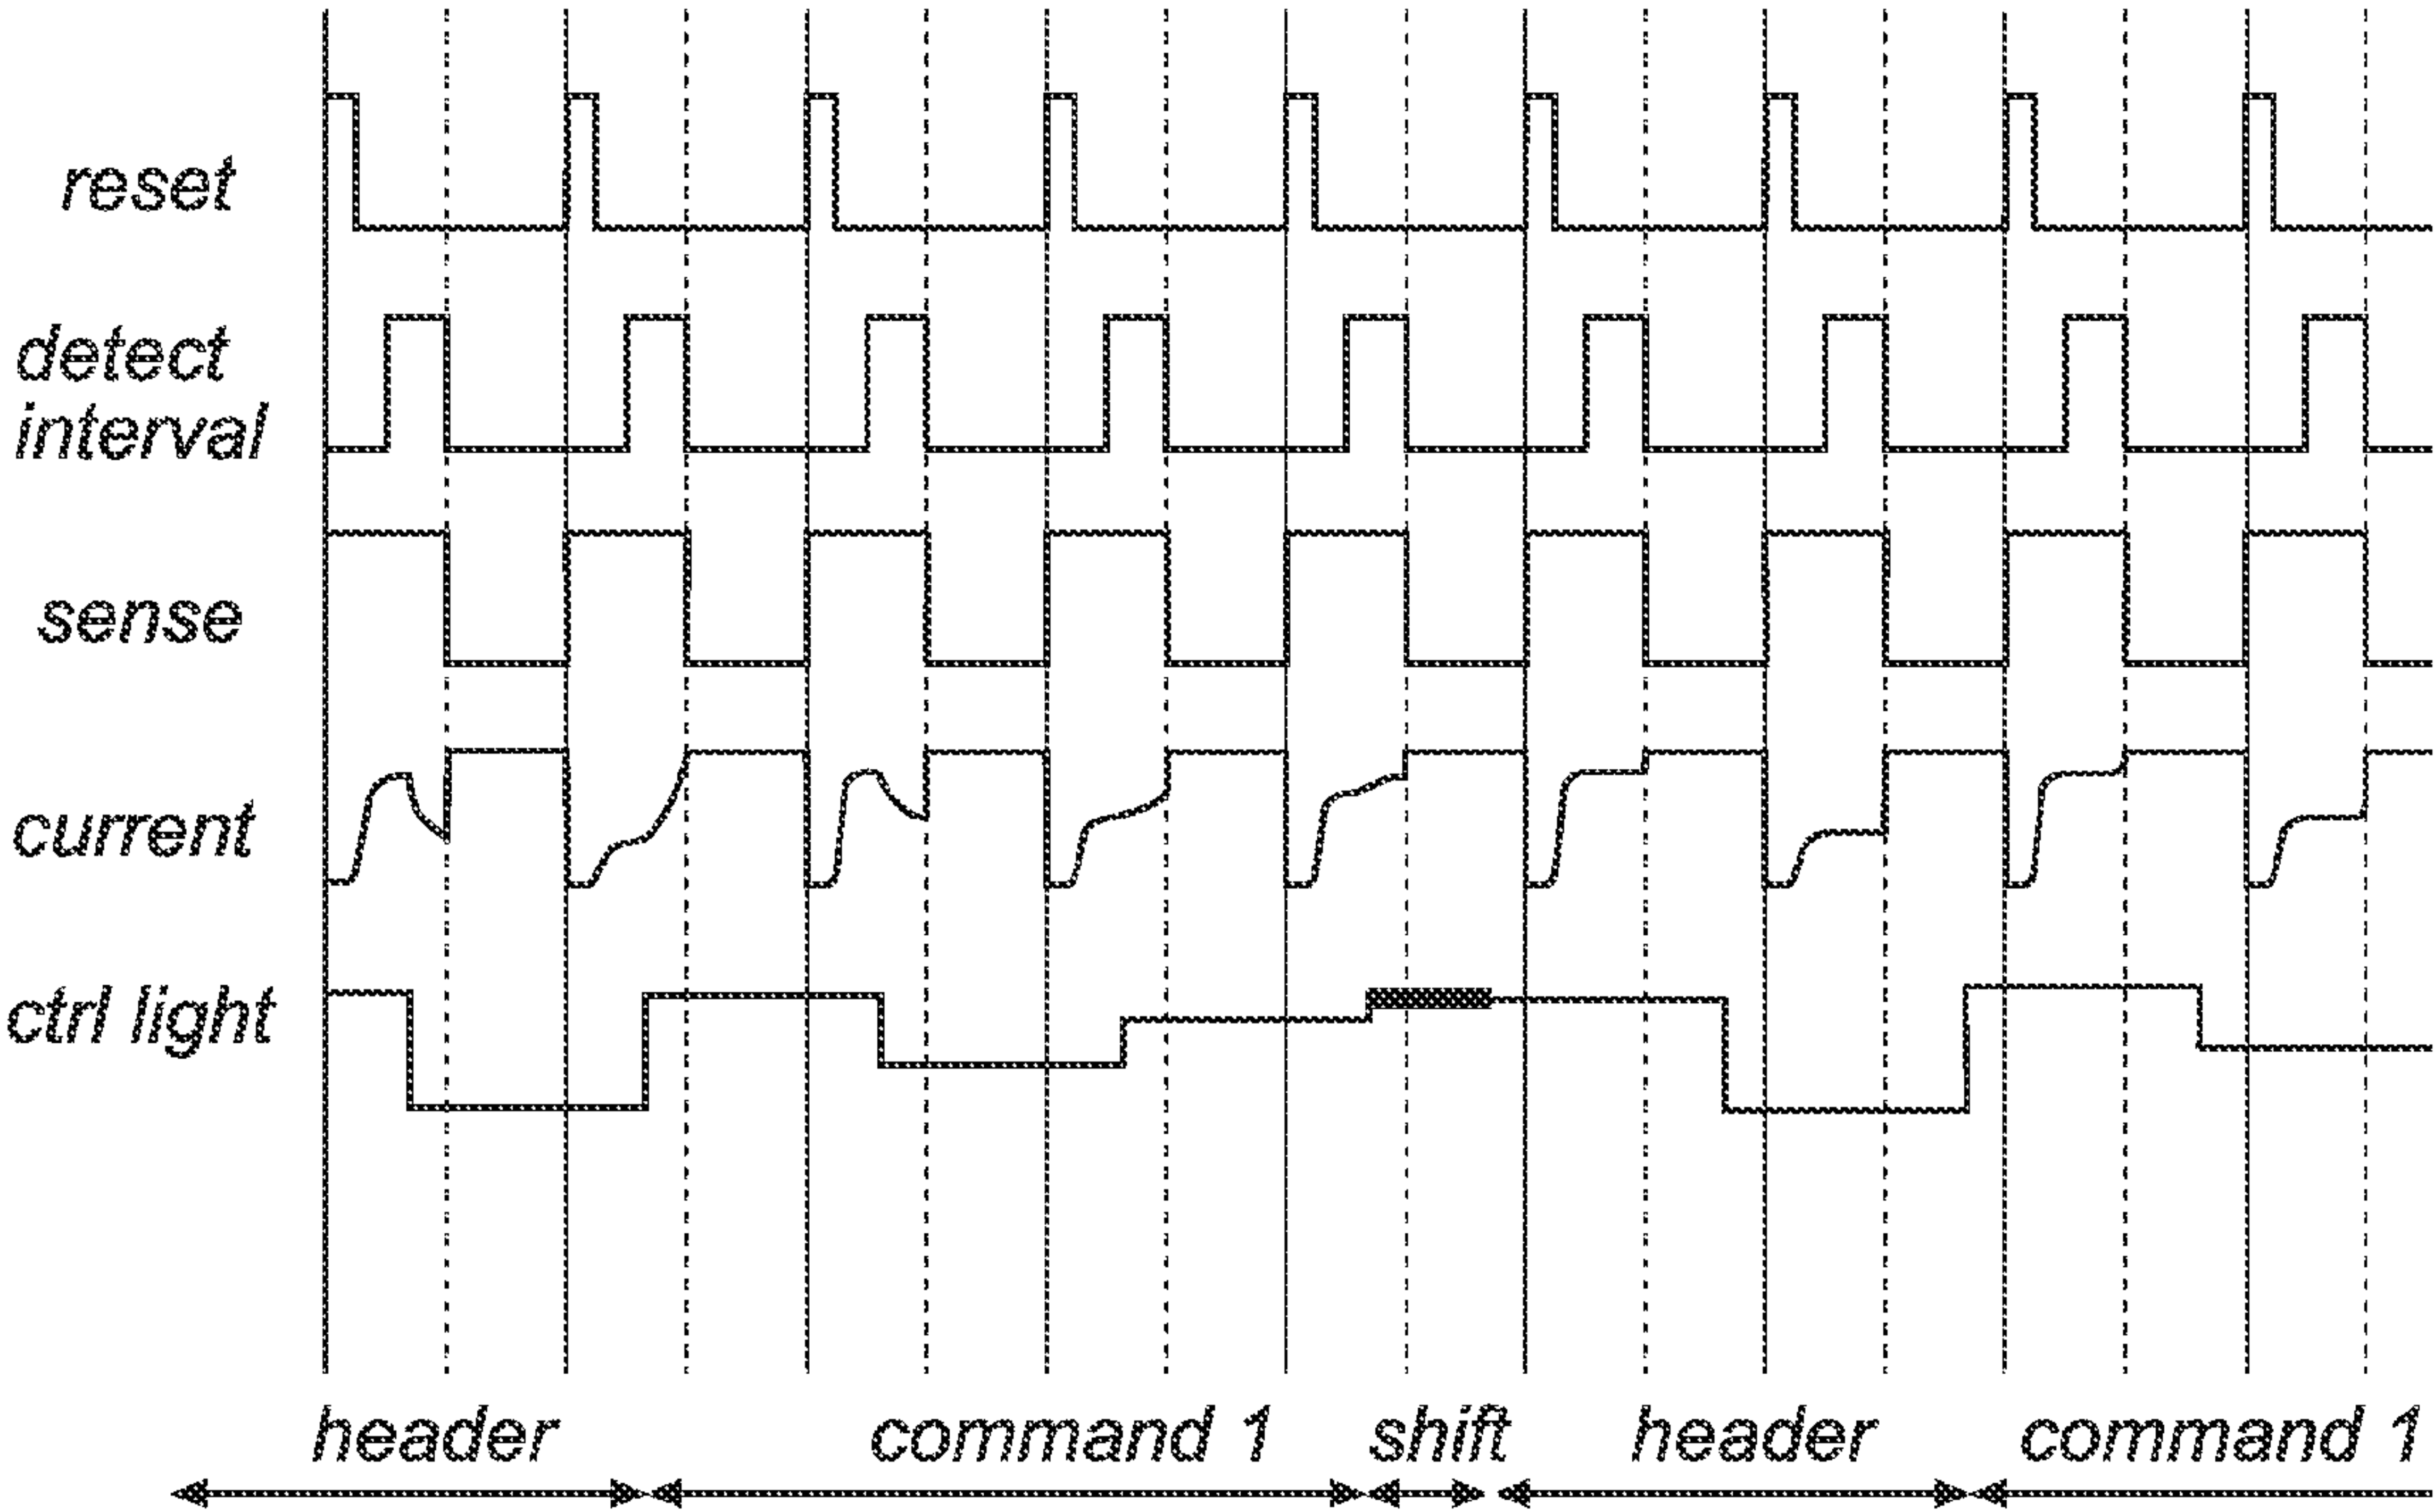 reset
detect
interval
sense
current
ctrl light
header command 1 shift header command 1